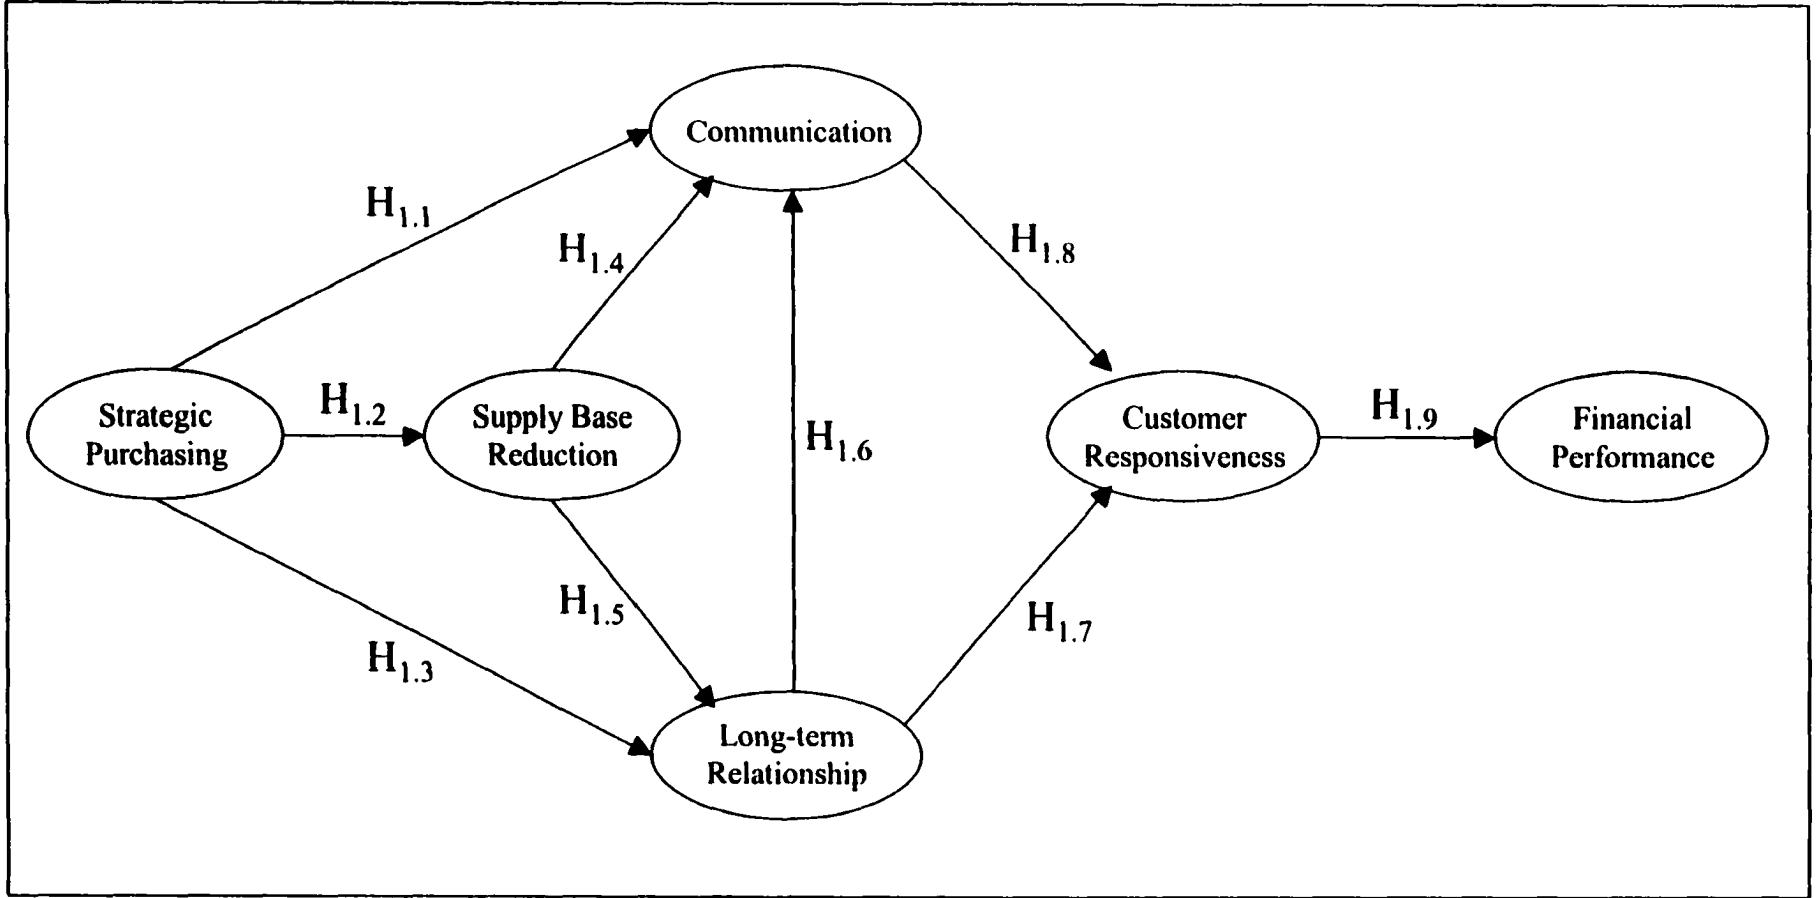 Communication
H1.1
H1.4
H1.8
Strategic
Purchasing
H1.2
Supply Base
Reduction
H1.6
Customer
Responsiveness
H1.9
Financial
Performance
H1.5
H1.7
H1.3
Long-term
Relationship